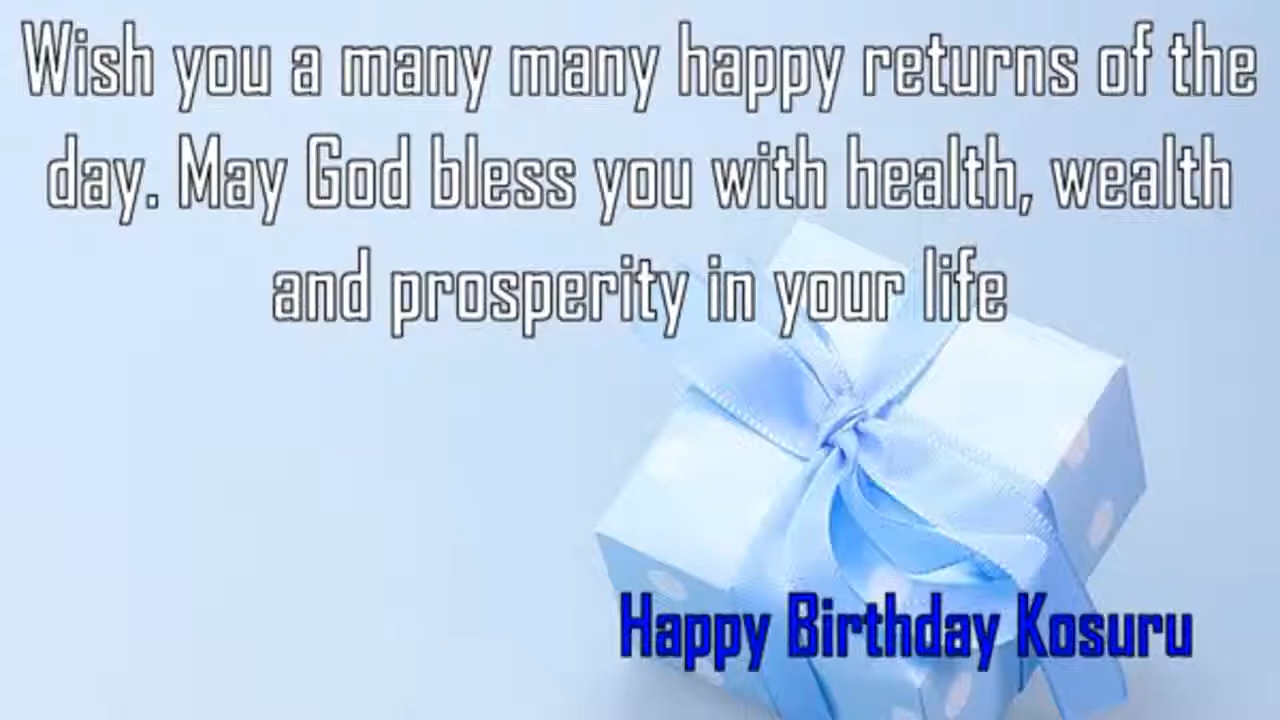 Wish you a many many happy returns of the
day. May God bless you with health, wealth
and prosperity in your life
Happy Birthday Kosuru